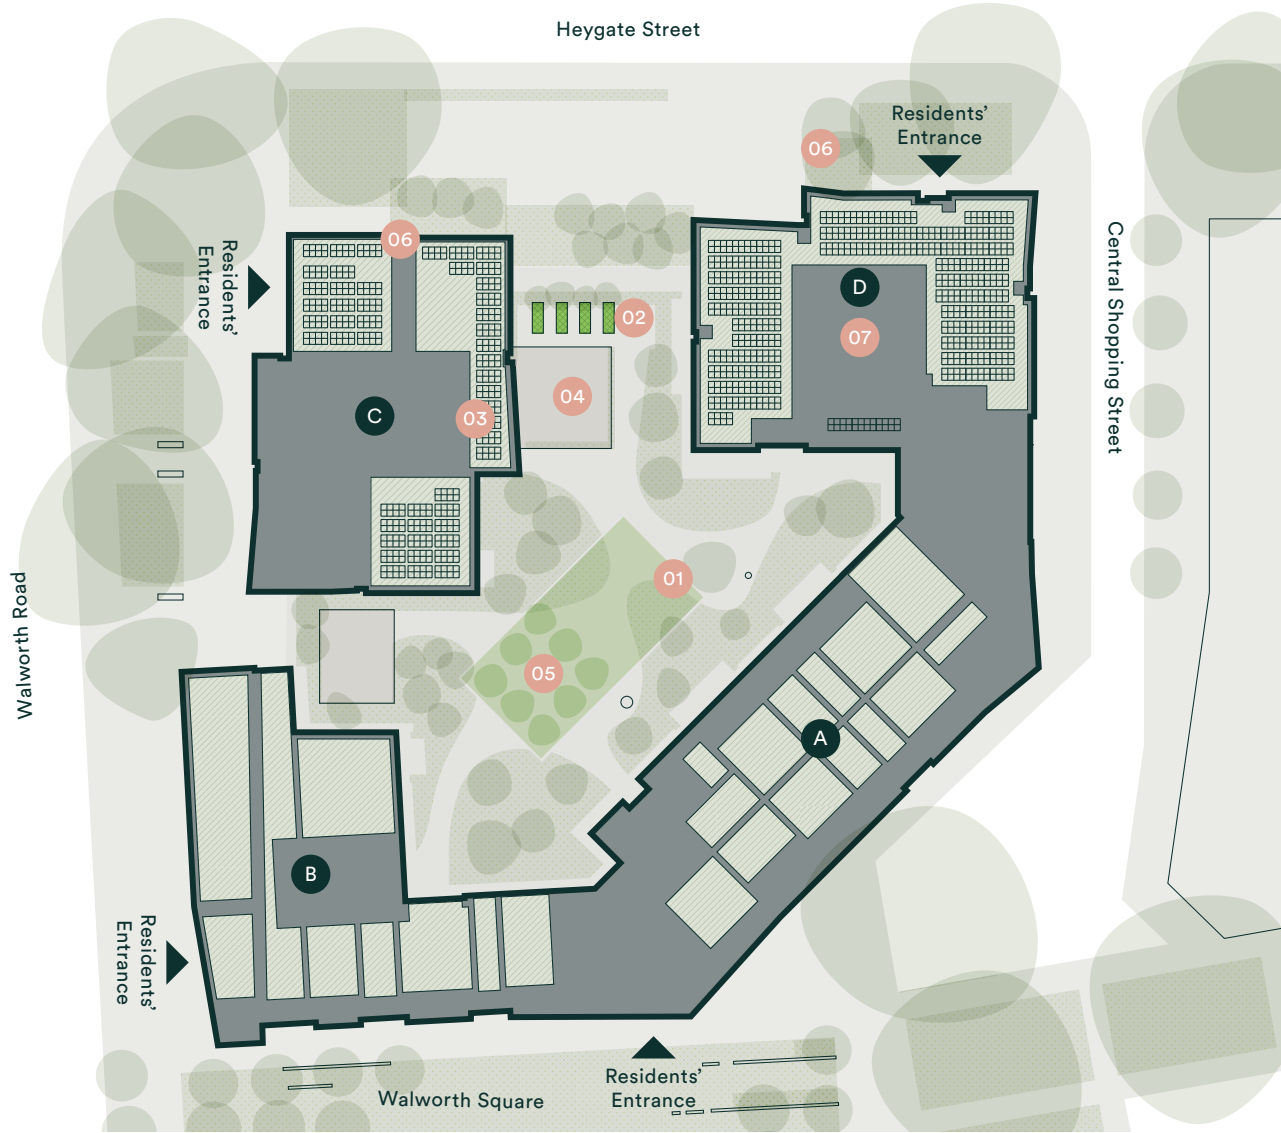 Heygate Street
Residents’
Entrance
06
06
Residents’
Entrance
Central Shopping Street
D
02
07
04
C
03
01
Walworth Road
05
A
B
Residents’
Entrance
Residents’
Entrance
Walworth Square